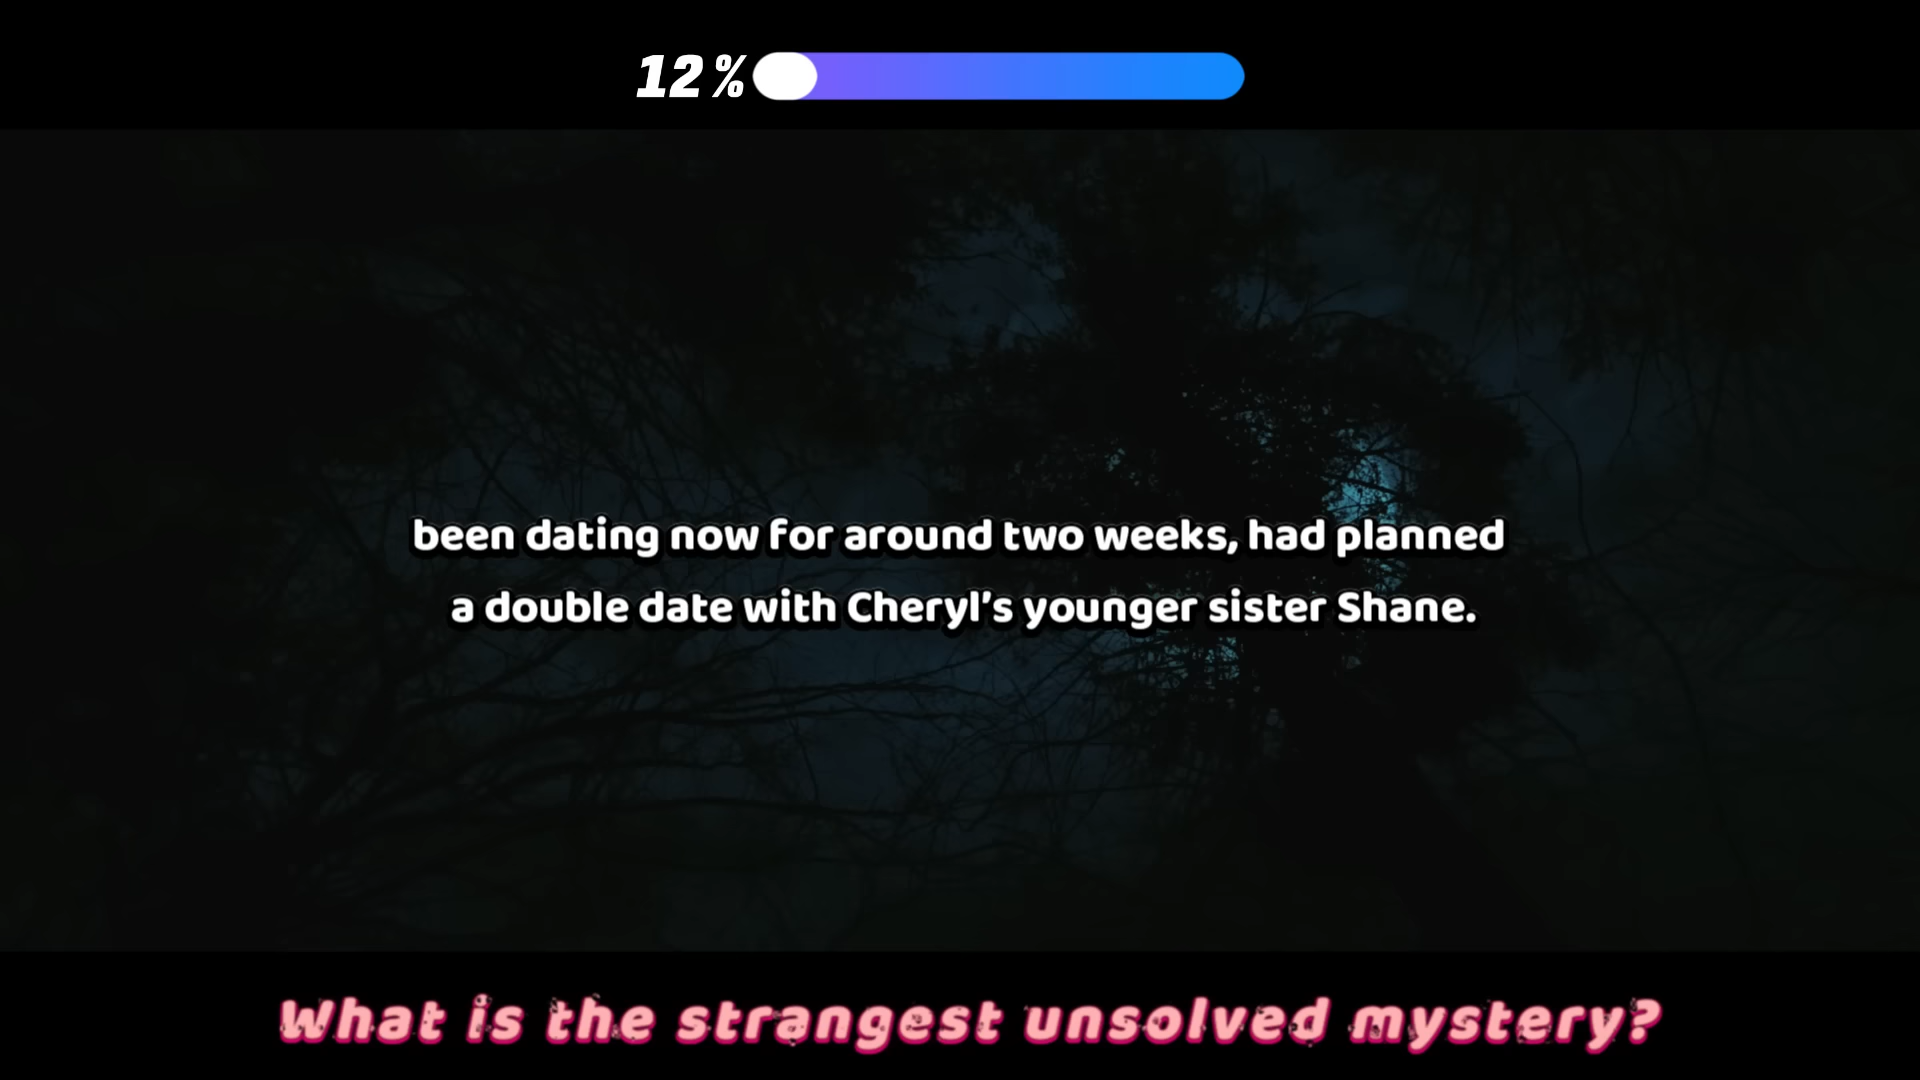 12%
been dating now for around two weeks, had planned
a double date with Cheryl's younger sister Shane.
What is the strangest unsolved mystery?